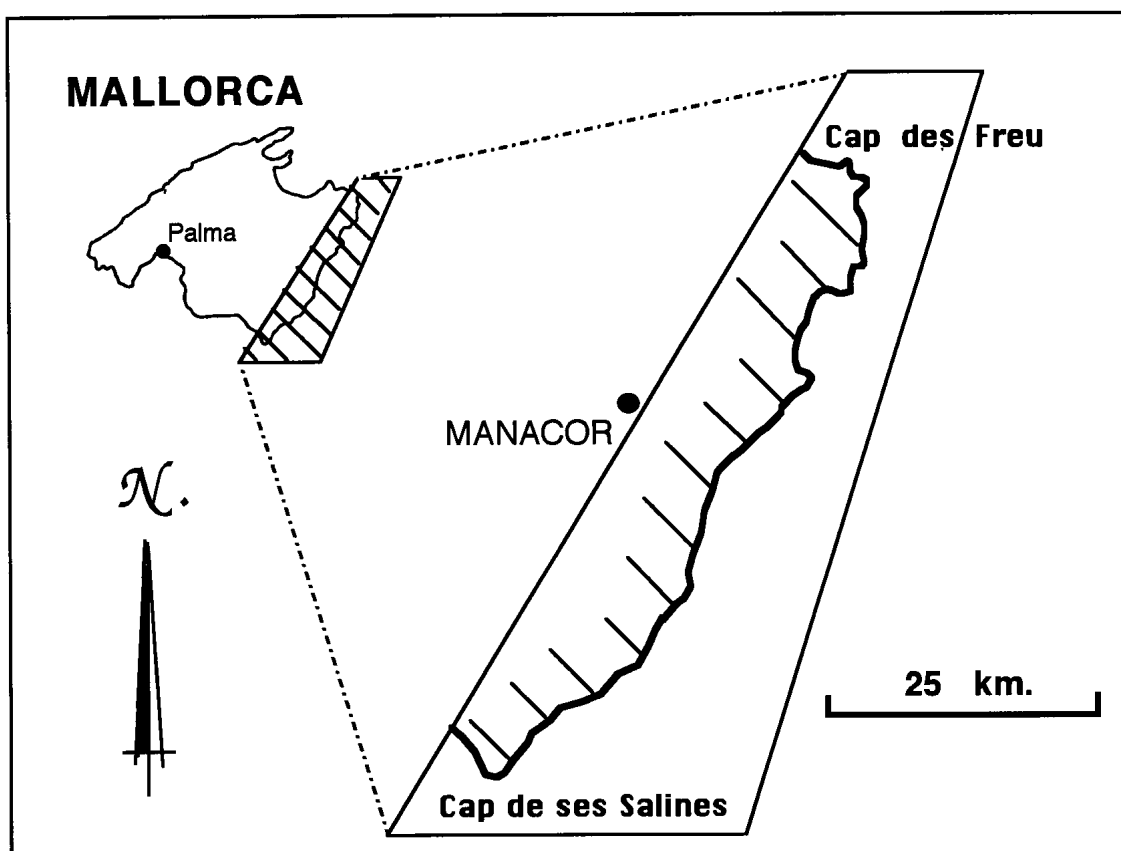 MALLORCA
Cap des Freu
Palma
MANACOR
N.
25 km.
Cap de ses Salines